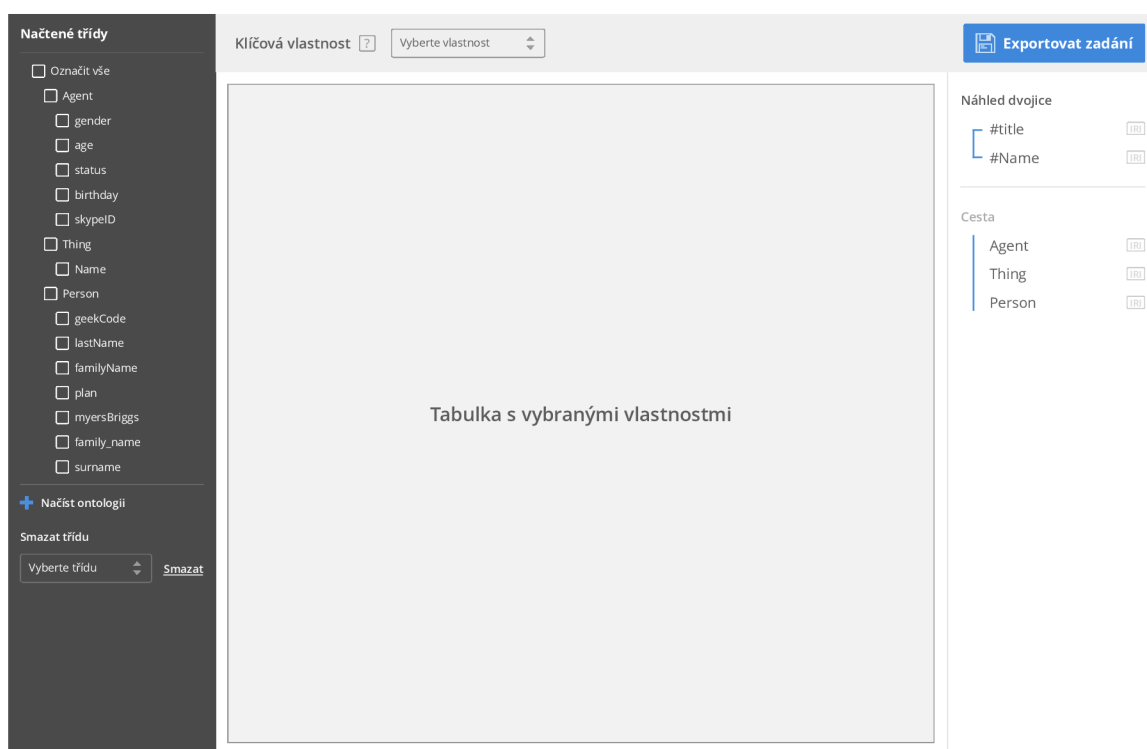 Načtené třídy
Označit vše
Agent
gender
age
status
birthday
skypeID
Thing
Name
Person
geekCode
lastName
familyName
plan
myersBriggs
family_name
surname
Načíst ontologii
Smazat třídu
Vyberte třídu
Smazat
Klíčová vlastnost ?
Vyberte vlastnost
Exportovat zadání
Tabulka s vybranými vlastnostmi
Náhled dvojice
#title IRI
#Name IRI
Cesta
Agent IRI
Thing IRI
Person IRI